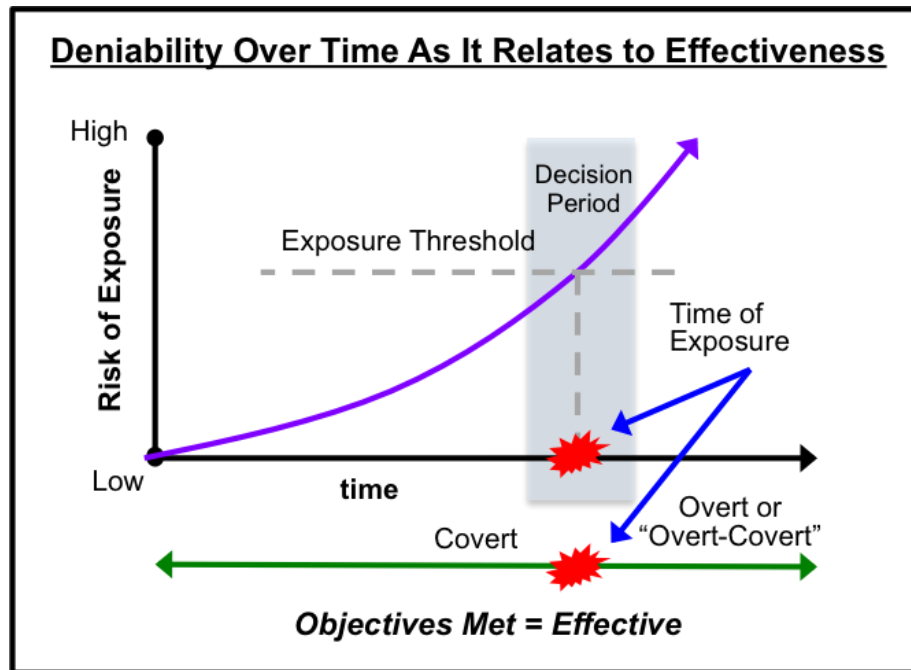 Deniability Over Time As It Relates to Effectiveness
High
Decision
Period
Exposure Threshold
Risk of Exposure
Time of
Exposure
Low
time
Overt or
Covert
“Overt-Covert”
Objectives Met = Effective